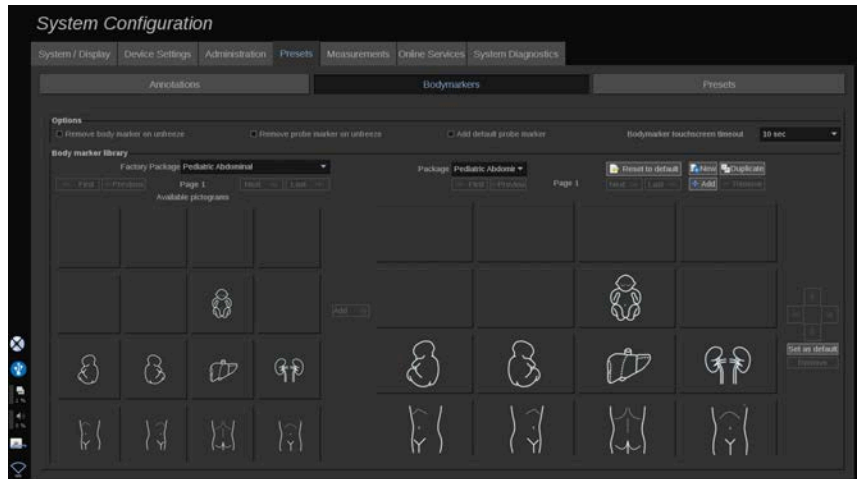 System Configuration
System / Display Device Settings Administration Presets Measurements Online Services System Diagnostics
Annotations Bodymarkers Presets
Options
Remove body marker on unfreeze Remove probe marker on unfreeze Add default probe marker Bodymarker touchscreen timeout 10 sec
Body marker library
Factory Package Pediatric Abdominal Package Pediatric Abdomir Reset to default New Duplicate
First Previous Page 1 Next Last First Previous Page 1 Next Last Add Remove
Available pictograms
Add
Set as default
Remove